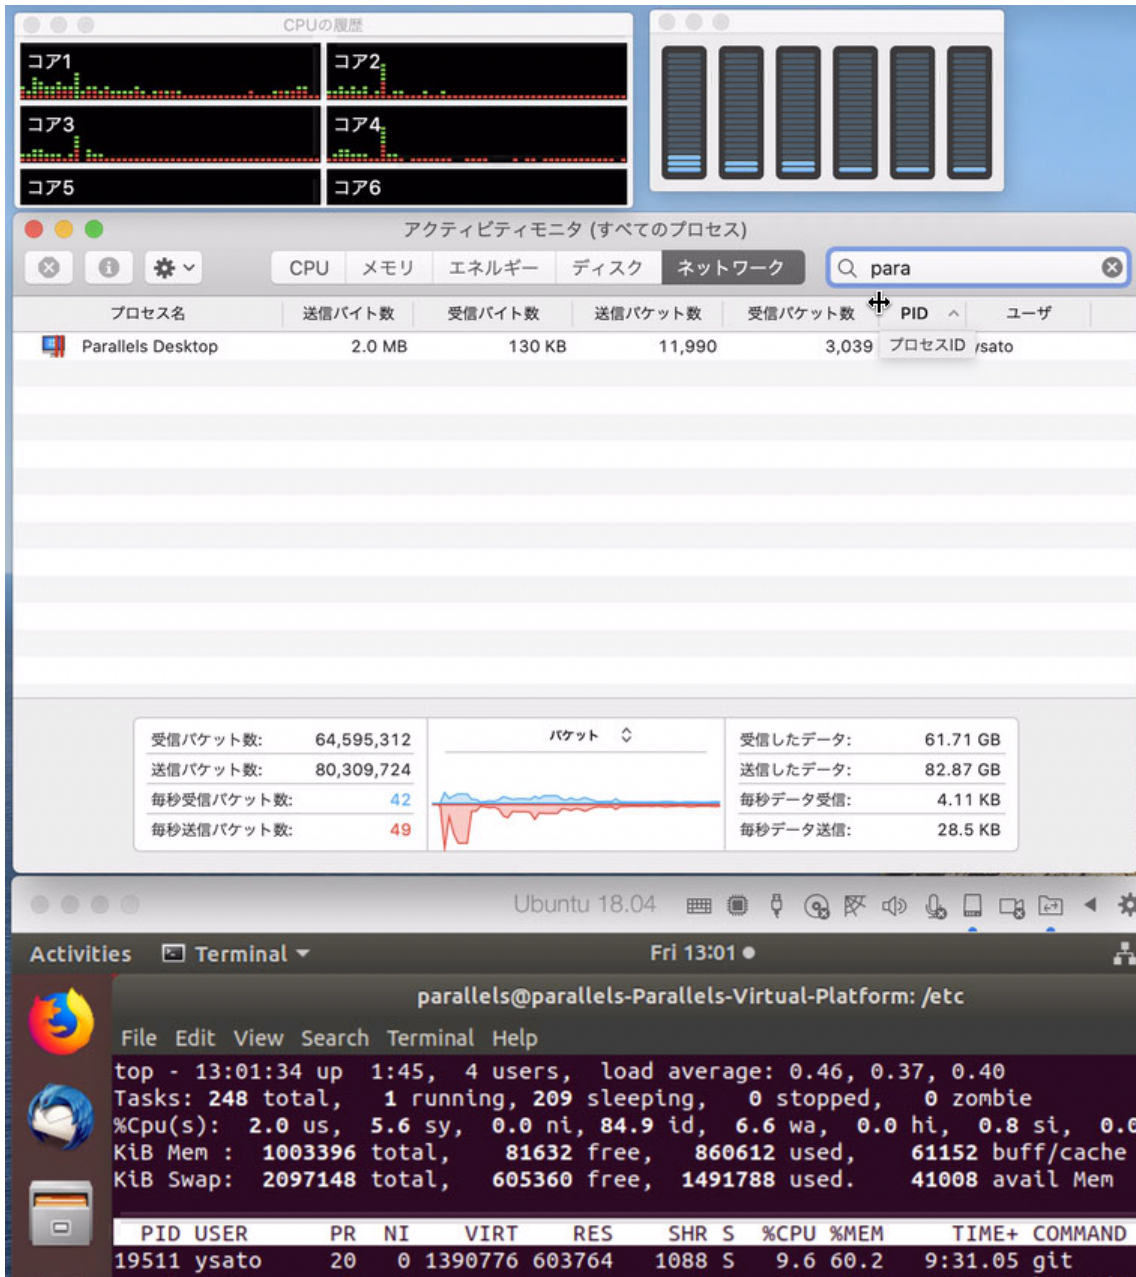 CPUの履歴
コア1 コア2
コア3 コア4
コア5 コア6
アクティビティモニタ (すべてのプロセス)
CPU メモリ エネルギー ディスク ネットワーク para
プロセス名 送信バイト数 受信バイト数 送信パケット数 受信パケット数 PID ユーザ
Parallels Desktop 2.0 MB 130 KB 11,990 3,039 プロセスID ysato
受信パケット数: 64,595,312 パケット 受信したデータ: 61.71 GB
送信パケット数: 80,309,724 送信したデータ: 82.87 GB
毎秒受信パケット数: 42 毎秒データ受信: 4.11 KB
毎秒送信パケット数: 49 毎秒データ送信: 28.5 KB
Ubuntu 18.04
Activities Terminal Fri 13:01
parallels@parallels-Parallels-Virtual-Platform: /etc
File Edit View Search Terminal Help
top - 13:01:34 up 1:45, 4 users, load average: 0.46, 0.37, 0.40
Tasks: 248 total, 1 running, 209 sleeping, 0 stopped, 0 zombie
%Cpu(s): 2.0 us, 5.6 sy, 0.0 ni, 84.9 id, 6.6 wa, 0.0 hi, 0.8 si, 0.0
KiB Mem : 1003396 total, 81632 free, 860612 used, 61152 buff/cache
KiB Swap: 2097148 total, 605360 free, 1491788 used. 41008 avail Mem
PID USER PR NI VIRT RES SHR S %CPU %MEM TIME+ COMMAND
19511 ysato 20 0 1390776 603764 1088 S 9.6 60.2 9:31.05 git